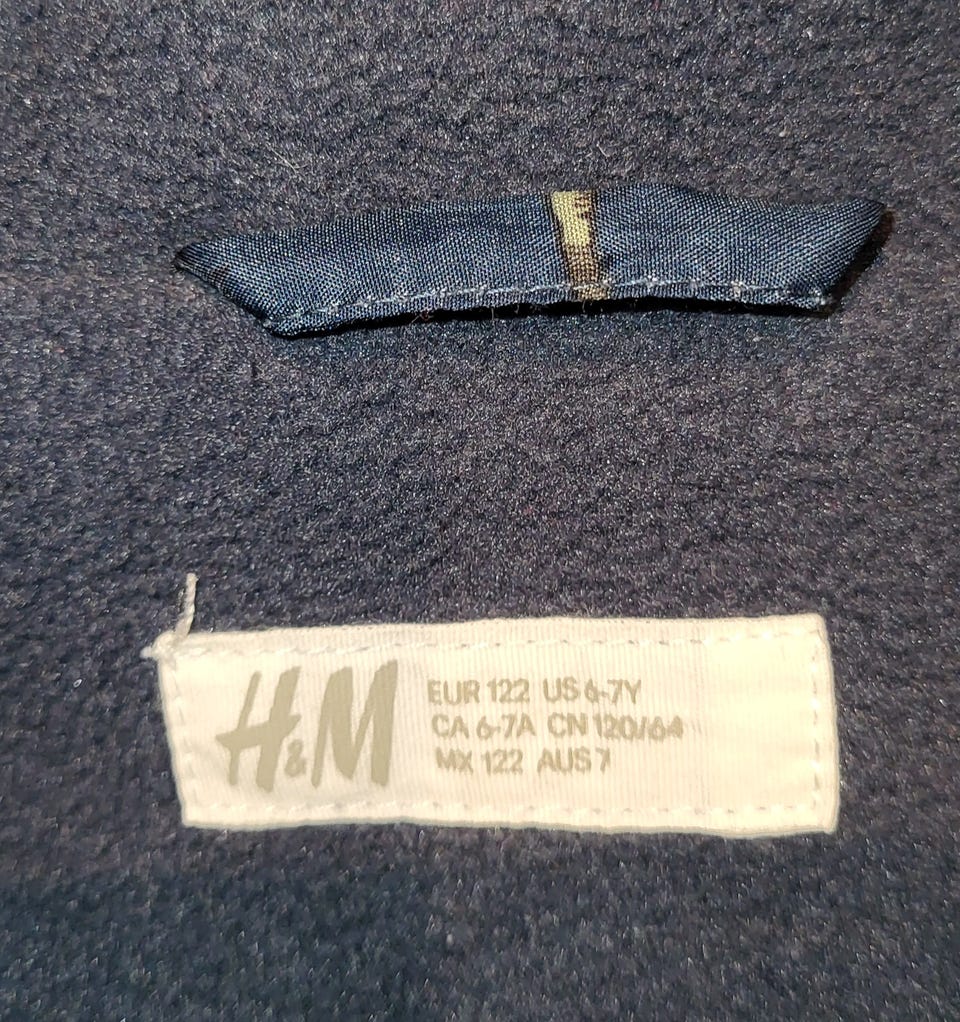 H&M
EUR 122 US 6-7Y
CA 6-7A CN 120/64
MX 122 AUS 7